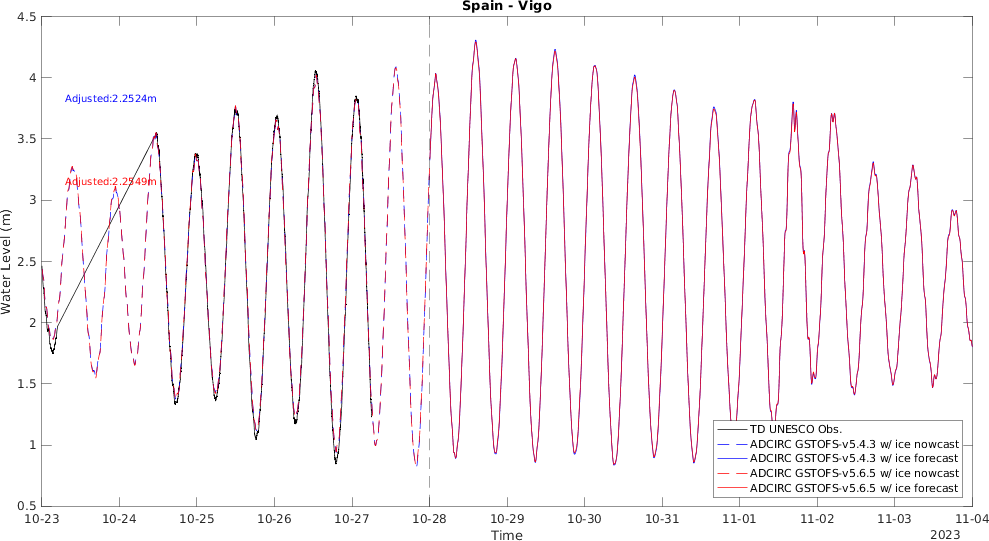 Spain - Vigo
4.5
4
3.5
3
2.5
2
1.5
1
0.5
Water Level (m)
Adjusted:2.2524m
Adjusted:2.2549m
TD UNESCO Obs.
ADCIRC GSTOFS-v5.4.3 w/ ice nowcast
ADCIRC GSTOFS-v5.4.3 w/ ice forecast
ADCIRC GSTOFS-v5.6.5 w/ ice nowcast
ADCIRC GSTOFS-v5.6.5 w/ ice forecast
10-23 10-24 10-25 10-26 10-27 10-28 10-29 10-30 10-31 11-01 11-02 11-03 11-04
Time
2023